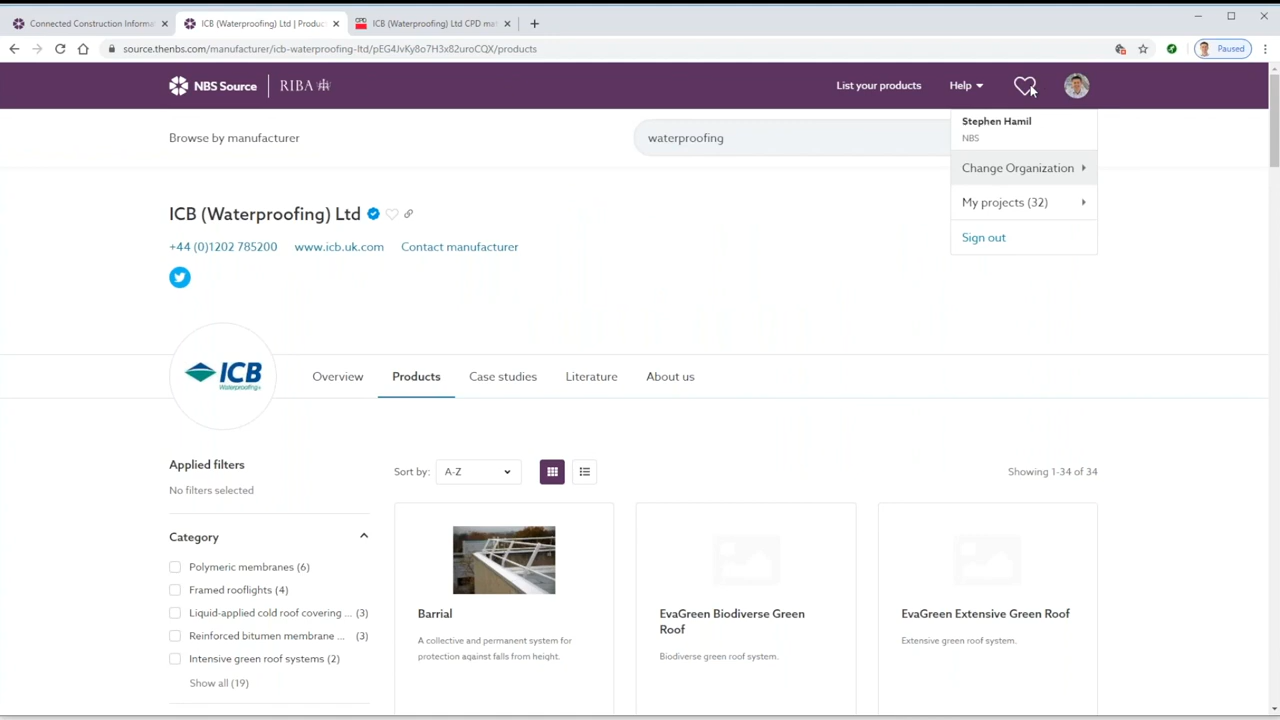 Connected Construction Informa
ICB (Waterproofing) Ltd | Produc
ICB (Waterproofing) Ltd CPD ma
source.thenbs.com/manufacturer/icb-waterproofing-ltd/pEG4JvKy8o7H3x82uroCQX/products
Paused
NBS Source
RIBA
List your products
Help
Browse by manufacturer
waterproofing
Stephen Hamil
NBS
Change Organization
My projects (32)
Sign out
ICB (Waterproofing) Ltd
+44 (0)1202 785200
www.icb.uk.com
Contact manufacturer
ICB
Waterproofing
Overview
Products
Case studies
Literature
About us
Applied filters
No filters selected
Sort by:
A-Z
Showing 1-34 of 34
Category
Polymeric membranes (6)
Framed rooflights (4)
Liquid-applied cold roof covering ... (3)
Reinforced bitumen membrane ... (3)
Intensive green roof systems (2)
Show all (19)
Barrial
A collective and permanent system for
protection against falls from height.
EvaGreen Biodiverse Green
Roof
Biodiverse green roof system.
EvaGreen Extensive Green Roof
Extensive green roof system.